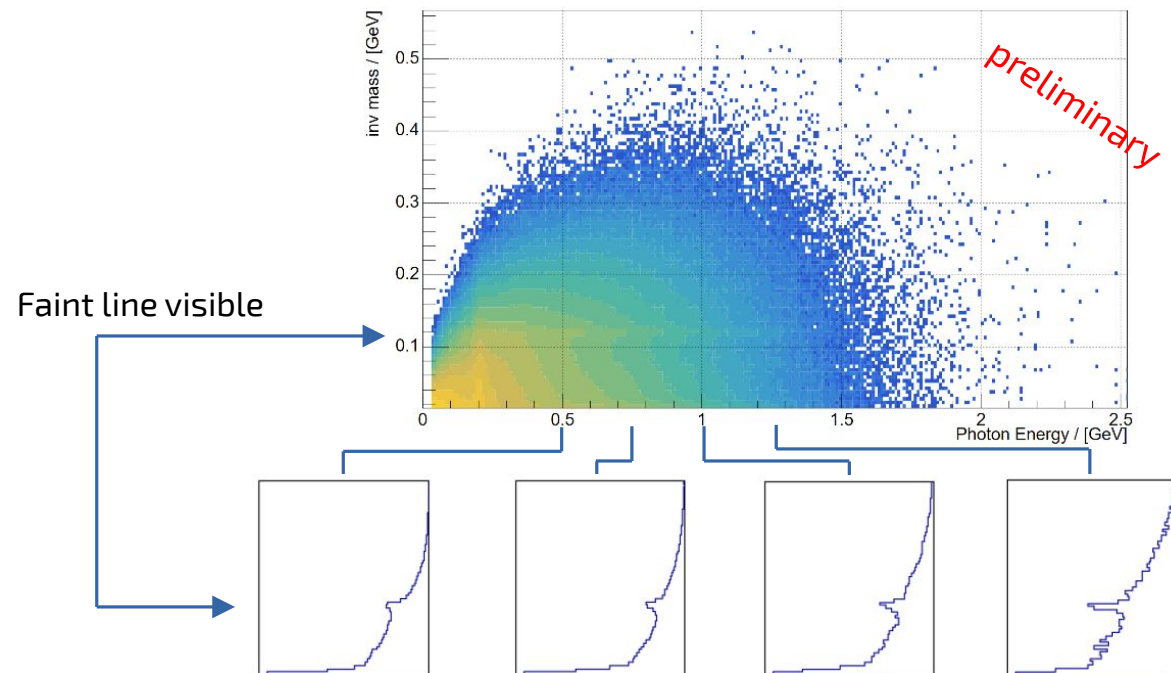 inv mass / [GeV]
0.5
0.4
0.3
0.2
0.1
preliminary
Faint line visible
0
0.5
1
1.5
2
2.5
Photon Energy / [GeV]